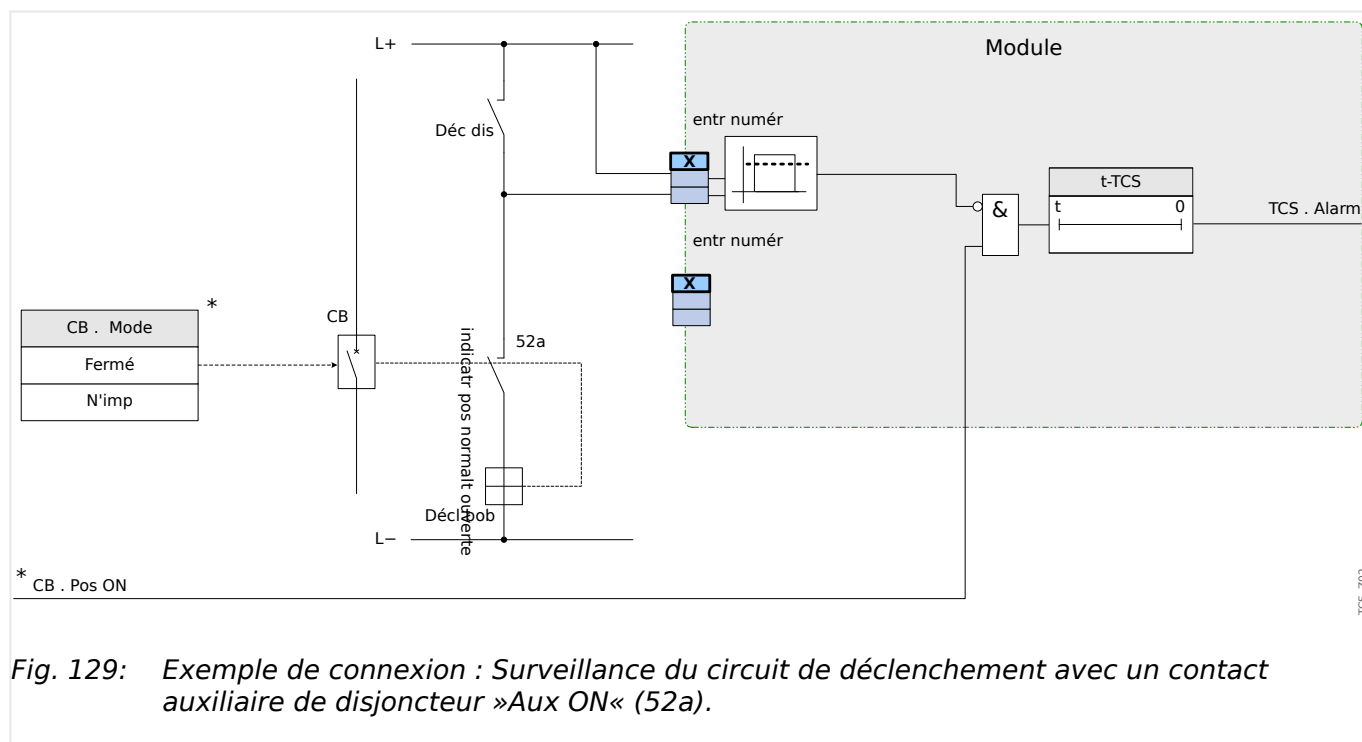 L+
Module
entr numér
Déc dis
X
t-TCS
t 0
&
TCS . Alarm
entr numér
X
*
CB . Mode
Fermé
N'imp
CB
52a
indicatr pos normalt ouverte
Décl bob
L−
*
CB . Pos ON
Fig. 129: Exemple de connexion : Surveillance du circuit de déclenchement avec un contact
auxiliaire de disjoncteur »Aux ON« (52a).